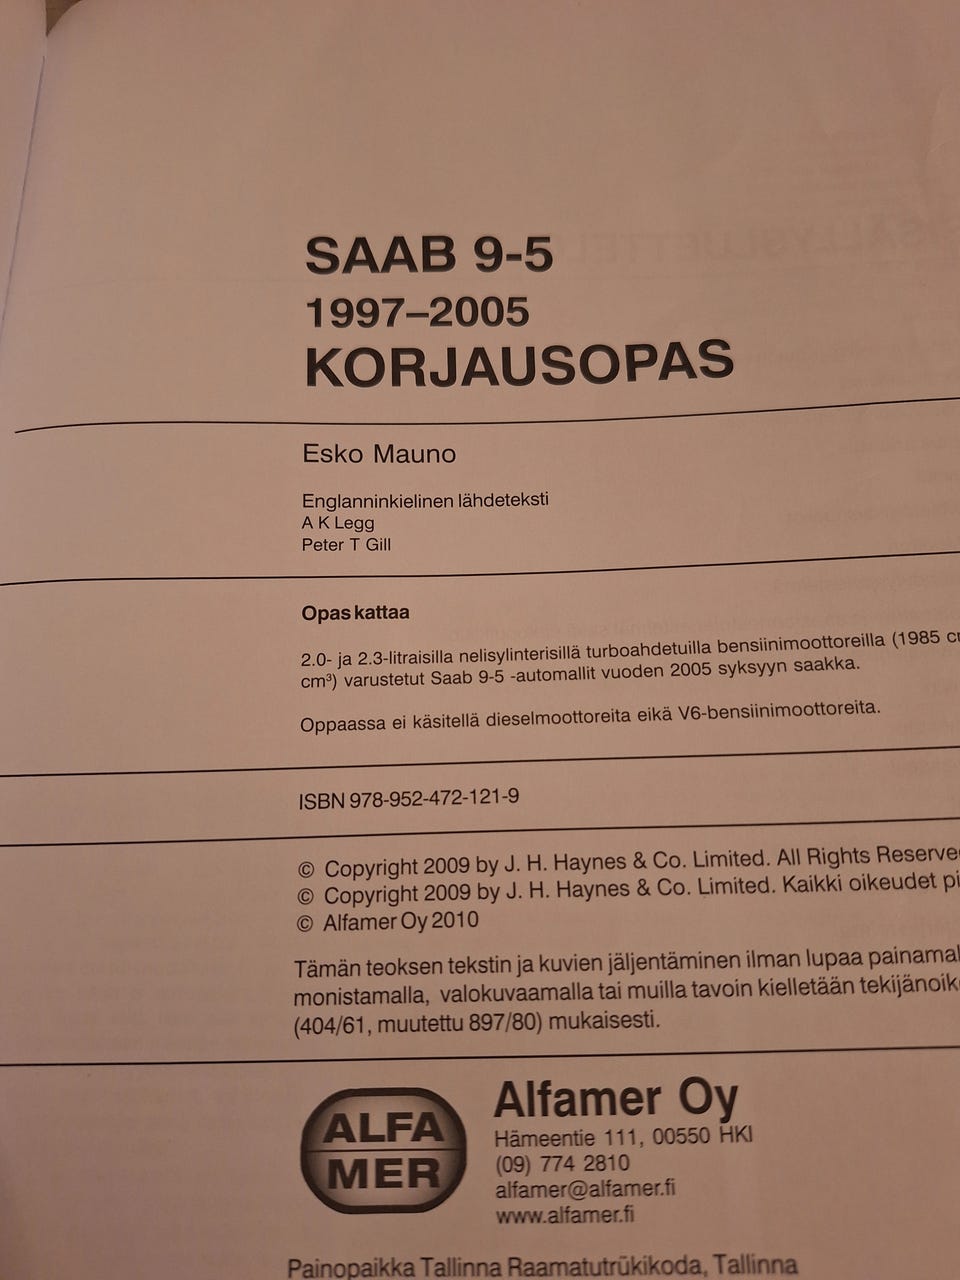 SAAB 9-5
1997–2005
KORJAUSOPAS
Esko Mauno
Englanninkielinen lähdeteksti
A K Legg
Peter T Gill
Opas kattaa
2.0- ja 2.3-litraisilla nelisylinterisillä turboahdetuilla bensiinimoottoreilla (1985
cm³) varustetut Saab 9-5 -automallit vuoden 2005 syksyyn saakka.
Oppaassa ei käsitellä dieselmoottoreita eikä V6-bensiinimoottoreita.
ISBN 978-952-472-121-9
© Copyright 2009 by J. H. Haynes & Co. Limited. All Rights
© Copyright 2009 by J. H. Haynes & Co. Limited. Kaikki oikeudet
© Alfamer Oy 2010
Tämän teoksen tekstin ja kuvien jäljentäminen ilman lupaa
monistamalla, valokuvaamalla tai muilla tavoin kielletään
(404/61, muutettu 897/80) mukaisesti.
ALFA
MER
Alfamer Oy
Hämeentie 111, 00550 HKI
(09) 774 2810
alfamer@alfamer.fi
www.alfamer.fi
Painopaikka Tallinna Raamatutrükikoda, Tallinna